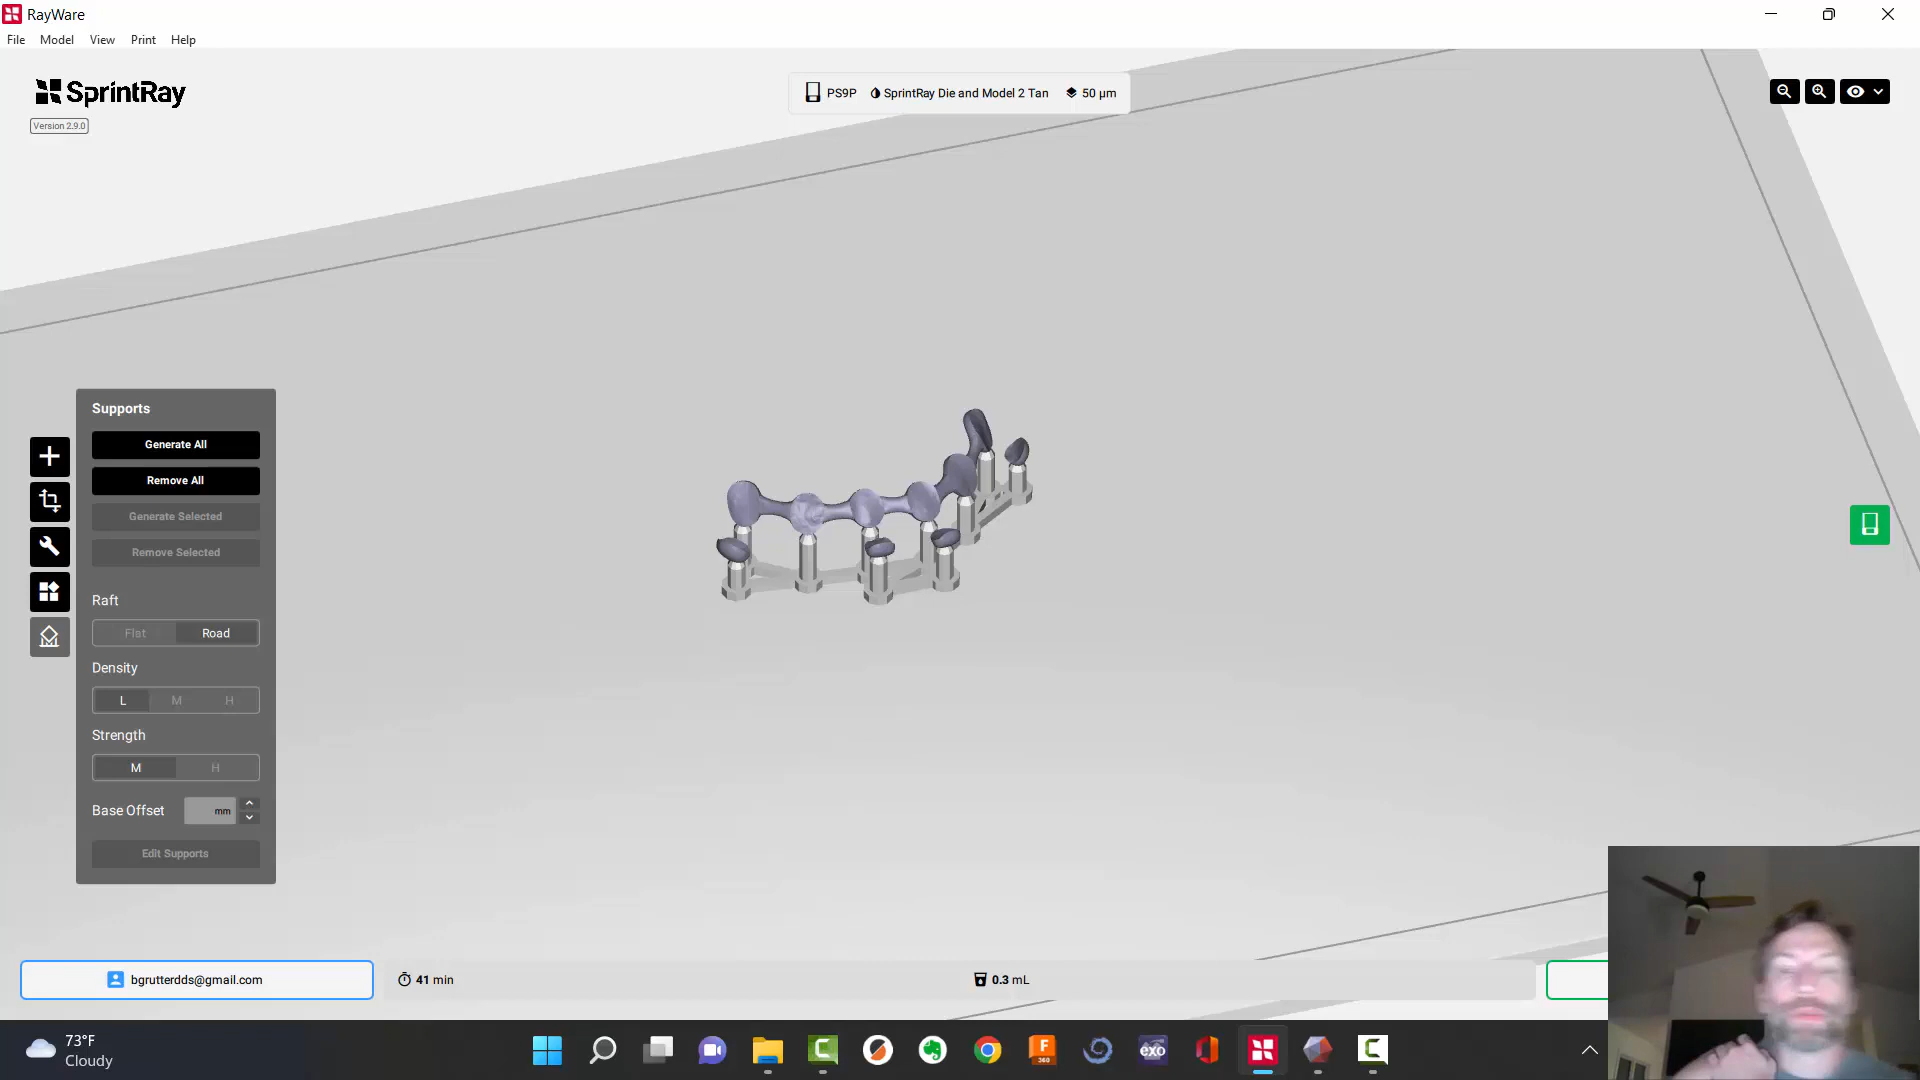 RayWare
File Model View Print Help
SprintRay
Version 2.9.0
PS9P SprintRay Die and Model 2 Tan 50 µm
Supports
Generate All
Remove All
Generate Selected
Remove Selected
Raft
Flat Road
Density
L M H
Strength
M H
Base Offset mm
Edit Supports
bgrutterdds@gmail.com
41 min
0.3 mL
73°F
Cloudy
F
360
exo